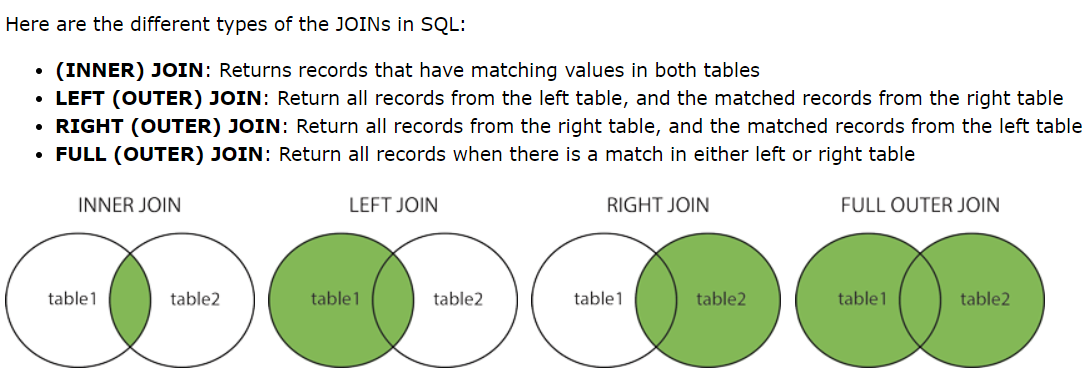 Here are the different types of the JOINs in SQL:
• (INNER) JOIN: Returns records that have matching values in both tables
• LEFT (OUTER) JOIN: Return all records from the left table, and the matched records from the right table
• RIGHT (OUTER) JOIN: Return all records from the right table, and the matched records from the left table
• FULL (OUTER) JOIN: Return all records when there is a match in either left or right table
INNER JOIN LEFT JOIN RIGHT JOIN FULL OUTER JOIN
table1 table2 table1 table2 table1 table2 table1 table2